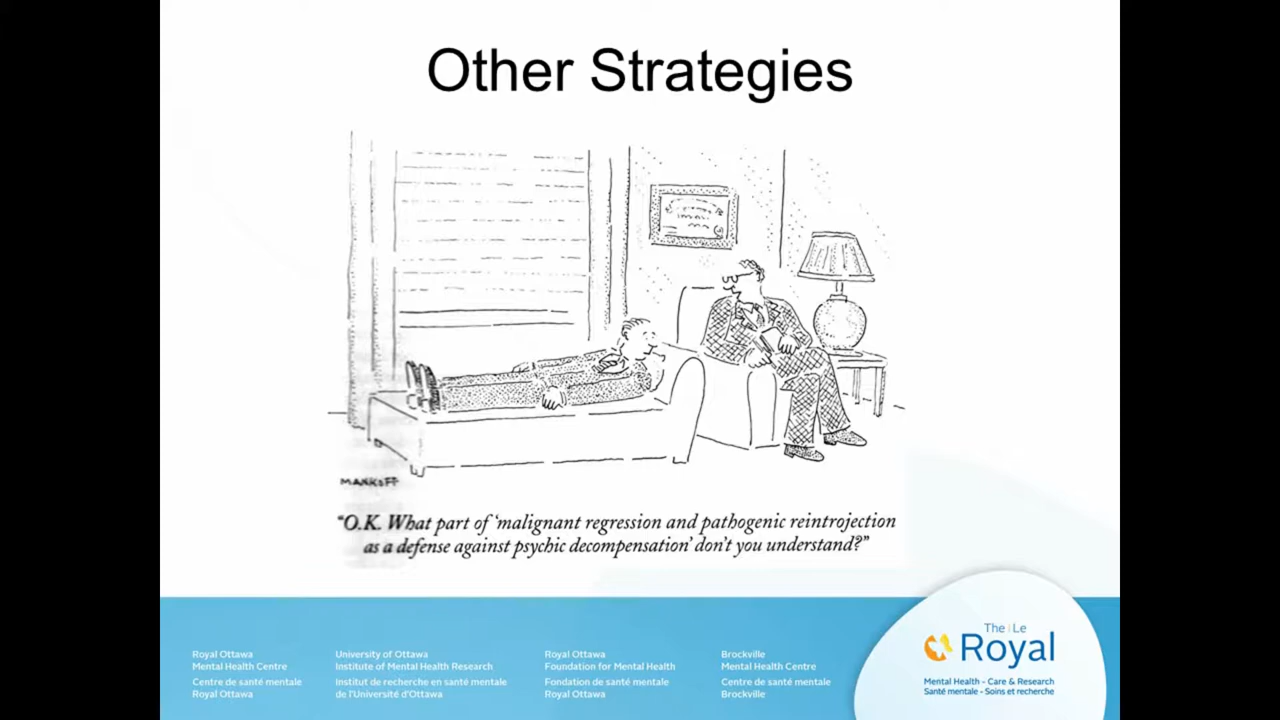 Other Strategies
MANKOFF
"O.K. What part of 'malignant regression and pathogenic reintrojection
as a defense against psychic decompensation' don't you understand?"
Royal Ottawa
Mental Health Centre
Centre de santé mentale
Royal Ottawa
University of Ottawa
Institute of Mental Health Research
Institut de recherche en santé mentale
de l'Université d'Ottawa
Royal Ottawa
Foundation for Mental Health
Fondation de santé mentale
Royal Ottawa
Brockville
Mental Health Centre
Centre de santé mentale
Brockville
The | Le
Royal
Mental Health - Care & Research
Santé mentale - Soins et recherche